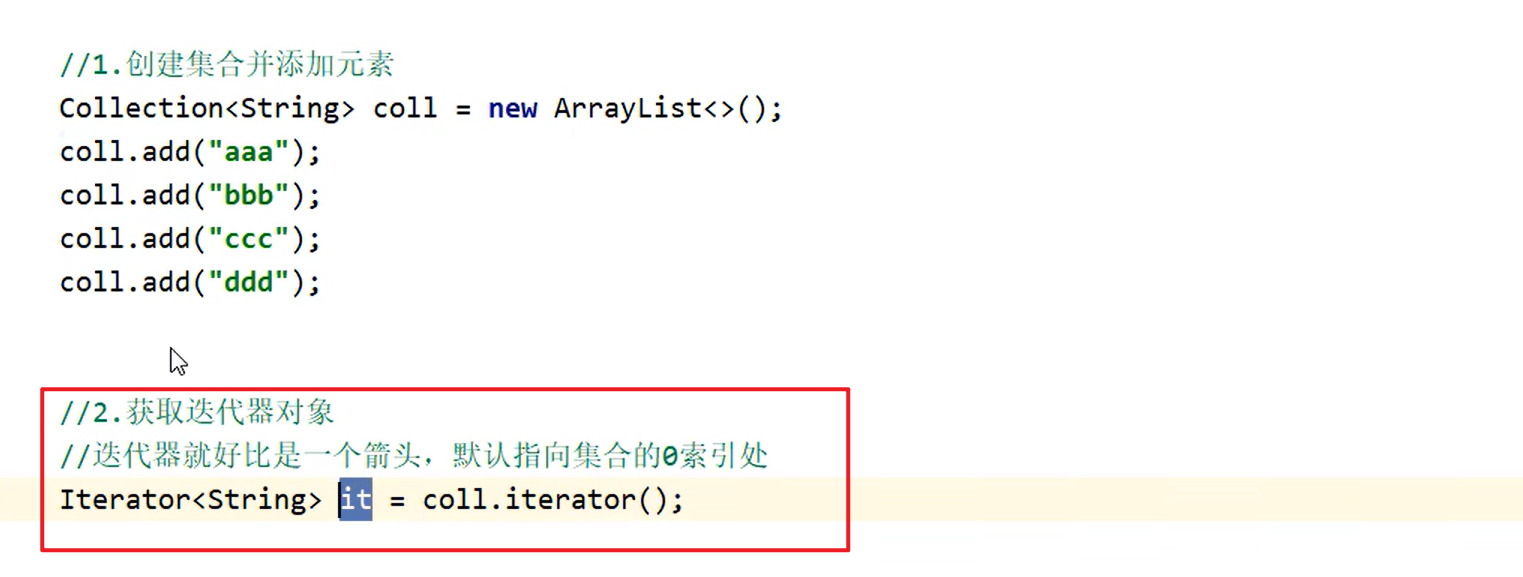 //1.创建集合并添加元素
Collection<String> coll = new ArrayList<>();
coll.add("aaa");
coll.add("bbb");
coll.add("ccc");
coll.add("ddd");
//2.获取迭代器对象
//迭代器就好比是一个箭头，默认指向集合的0索引处
Iterator<String> it = coll.iterator();